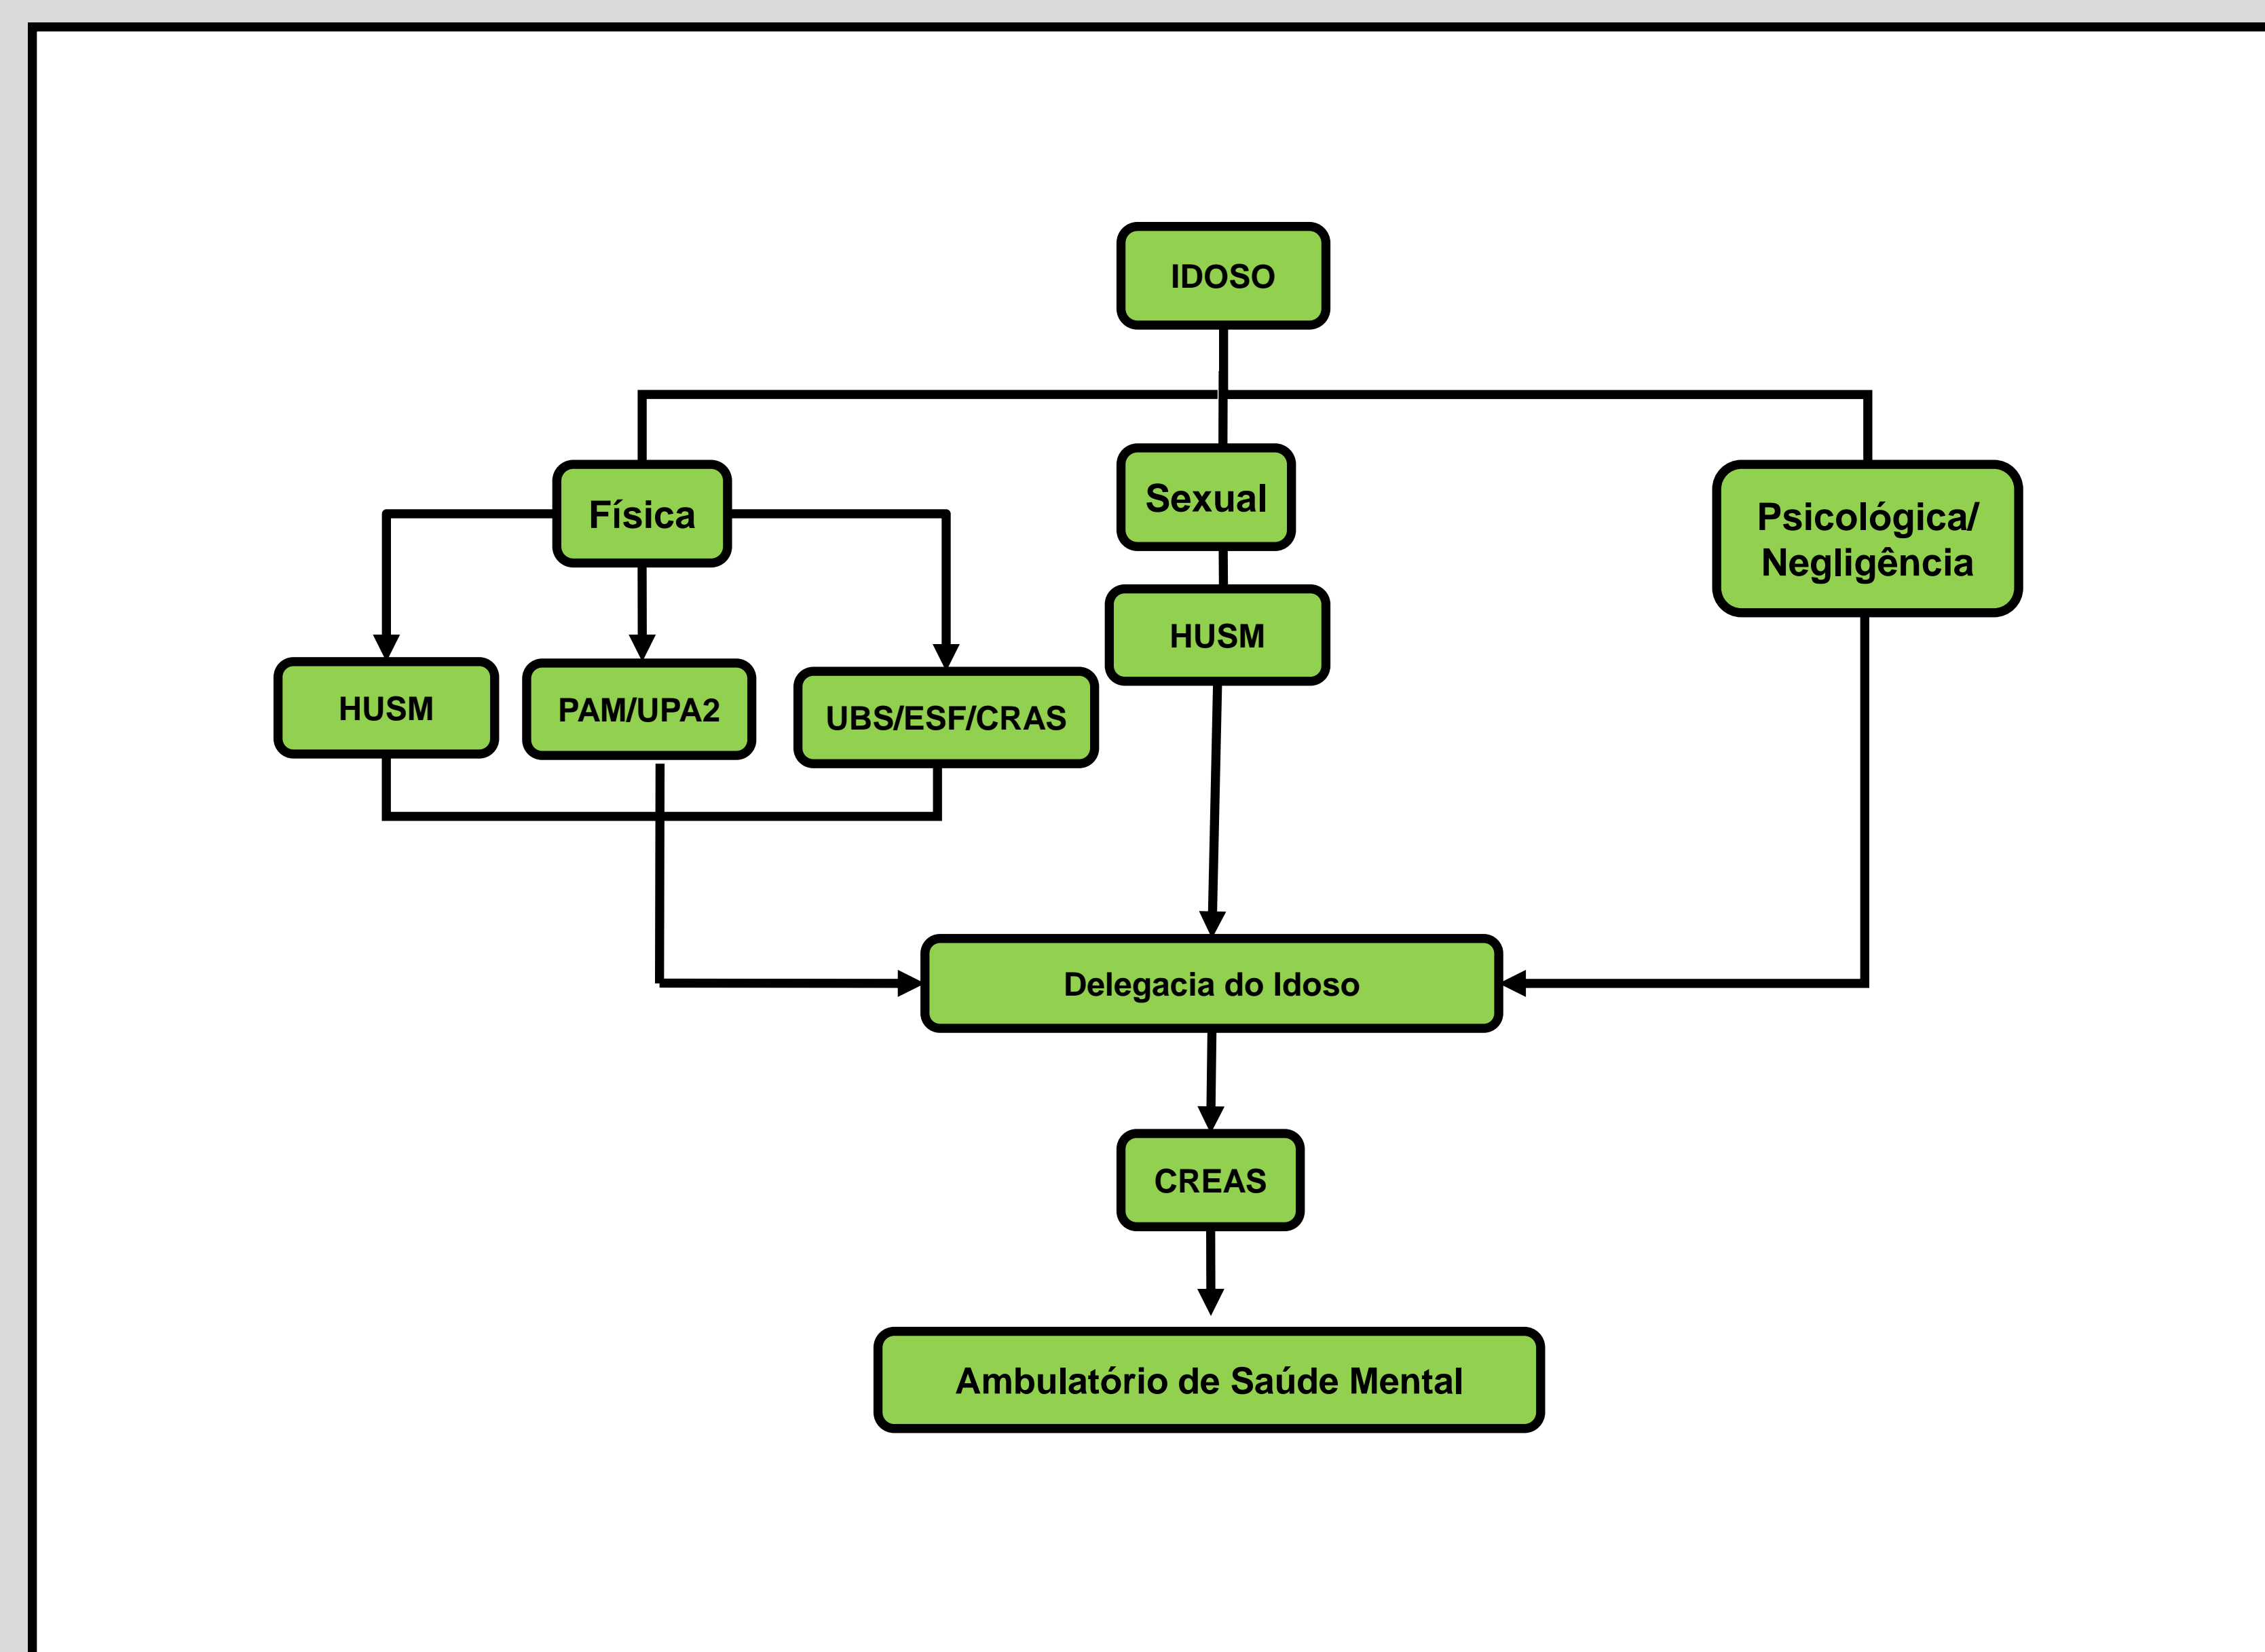 IDOSO
Física
Sexual
Psicológica/
Negligência
HUSM
PAM/UPA2
UBS/ESF/CRAS
HUSM
Delegacia do Idoso
CREAS
Ambulatório de Saúde Mental